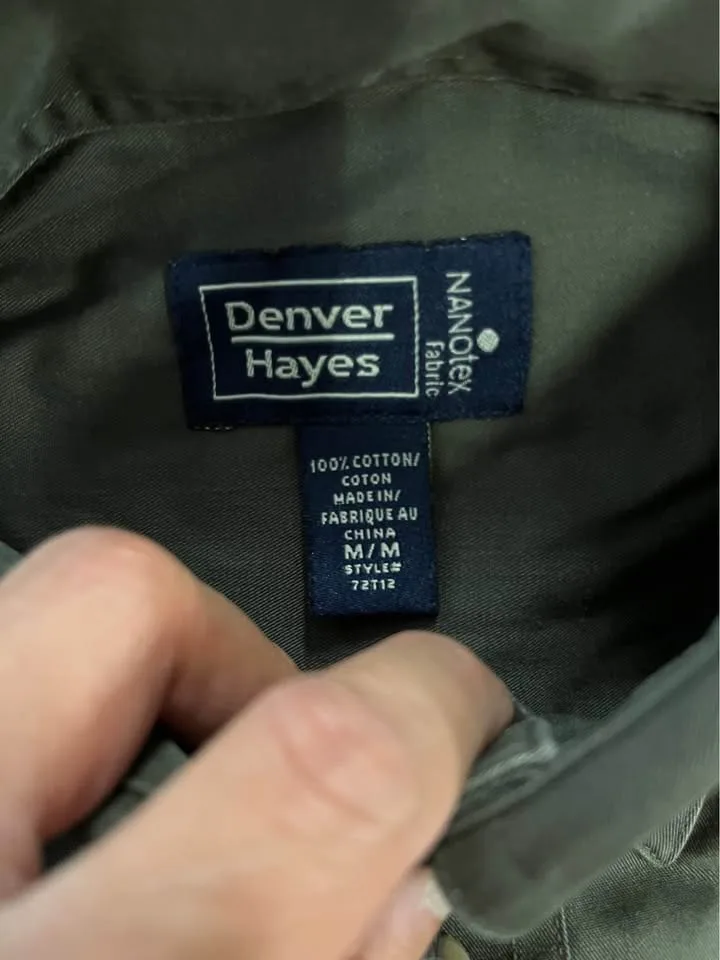 Denver
Hayes
NANOtex
fabric
100% COTTON/
COTON
MADE IN/
FABRIQUE AU
CHINA
M/M
STYLE#
72T12